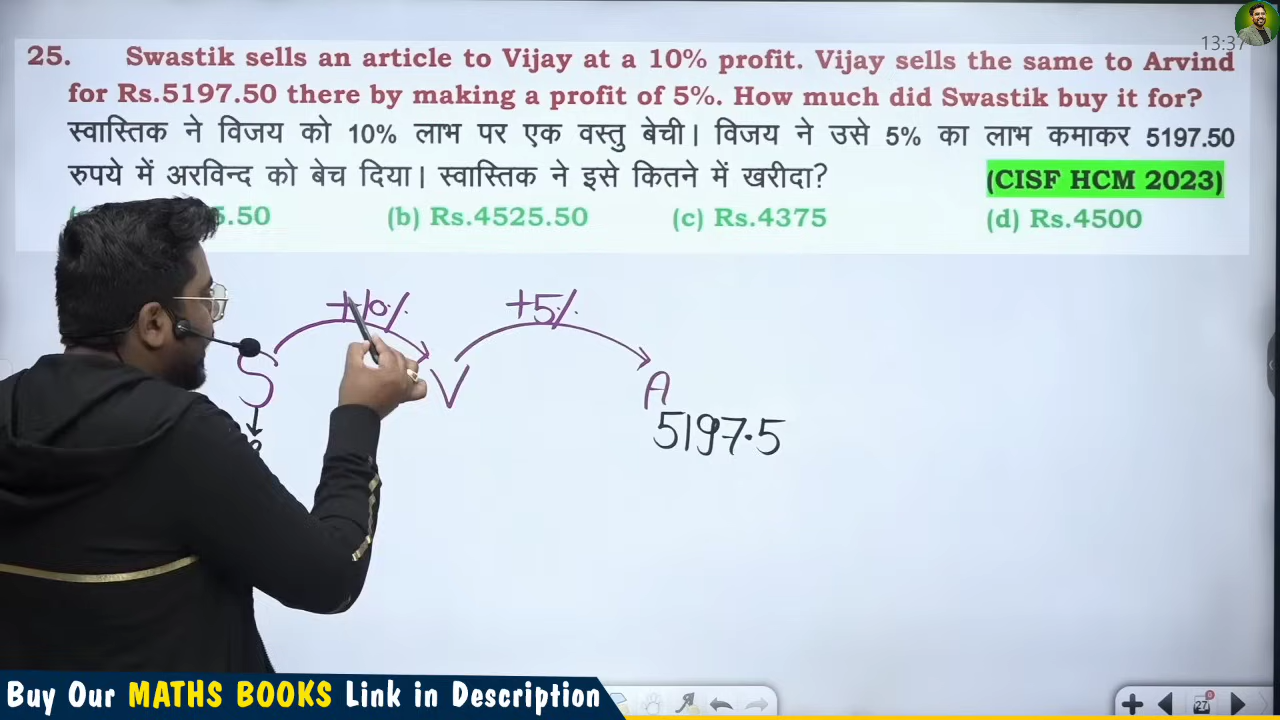 13:37
25. Swastik sells an article to Vijay at a 10% profit. Vijay sells the same to Arvind
for Rs.5197.50 there by making a profit of 5%. How much did Swastik buy it for?
स्वास्तिक ने विजय को 10% लाभ पर एक वस्तु बेची। विजय ने उसे 5% का लाभ कमाकर 5197.50
रुपये में अरविन्द को बेच दिया। स्वास्तिक ने इसे कितने में खरीदा?
(CISF HCM 2023)
5.50 (b) Rs.4525.50 (c) Rs.4375 (d) Rs.4500
+10% +5%
S V A
5197.5
Buy Our MATHS BOOKS Link in Description
27